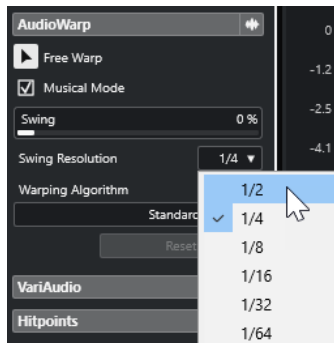 AudioWarp
0
Free Warp
-1.2
Musical Mode
-2.5
Swing 0 %
Swing Resolution 1/4
-4.1
Warping Algorithm
1/2
Standard
1/4
Reset
1/8
VariAudio
1/16
1/32
Hitpoints
1/64